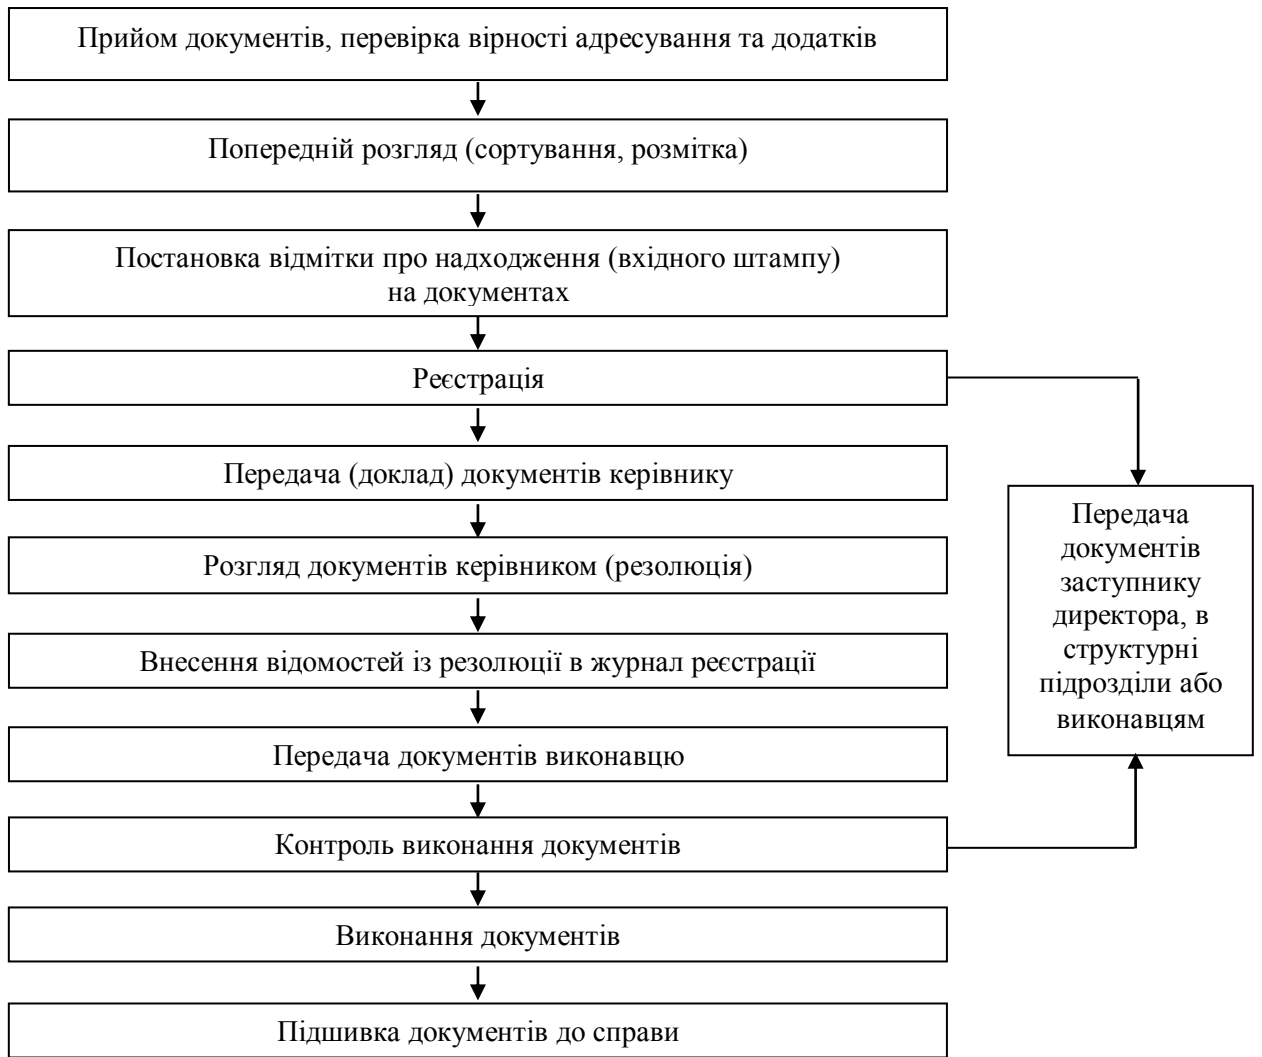 Прийом документів, перевірка вірності адресування та додатків
Попередній розгляд (сортування, розмітка)
Постановка відмітки про надходження (вхідного штампу)
на документах
Реєстрація
Передача (доклад) документів керівнику
Розгляд документів керівником (резолюція)
Внесення відомостей із резолюції в журнал реєстрації
Передача документів виконавцю
Контроль виконання документів
Виконання документів
Підшивка документів до справи
Передача
документів
заступнику
директора, в
структурні
підрозділи або
виконавцям